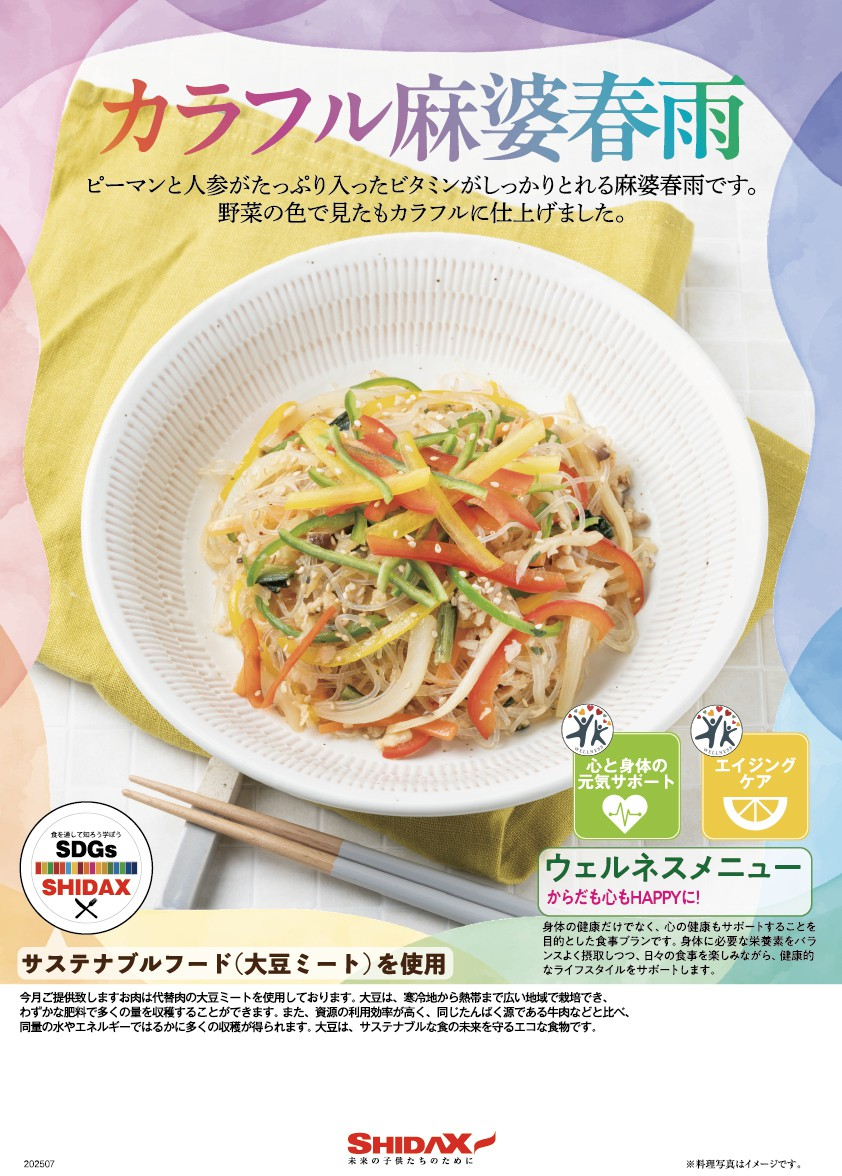 カラフル麻婆春雨
ピーマンと人参がたっぷり入ったビタミンがしっかりとれる麻婆春雨です。
野菜の色で見たもカラフルに仕上げました。
WELLNESS
心と身体の
元気サポート
WELLNESS
エイジング
ケア
食を通して知ろう学ぼう
SDGs
SHIDAX
ウェルネスメニュー
からだも心もHAPPYに!
身体の健康だけでなく、心の健康もサポートすることを
目的とした食事プランです。身体に必要な栄養素をバラ
ンスよく摂取しつつ、日々の食事を楽しみながら、健康的
なライフスタイルをサポートします。
サステナブルフード(大豆ミート)を使用
今月ご提供致しますお肉は代替肉の大豆ミートを使用しております。大豆は、寒冷地から熱帯まで広い地域で栽培でき、
わずかな肥料で多くの量を収穫することができます。また、資源の利用効率が高く、同じたんぱく源である牛肉などと比べ、
同量の水やエネルギーではるかに多くの収穫が得られます。大豆は、サステナブルな食の未来を守るエコな食物です。
SHIDAX
未来の子供たちのために
202507
※料理写真はイメージです。